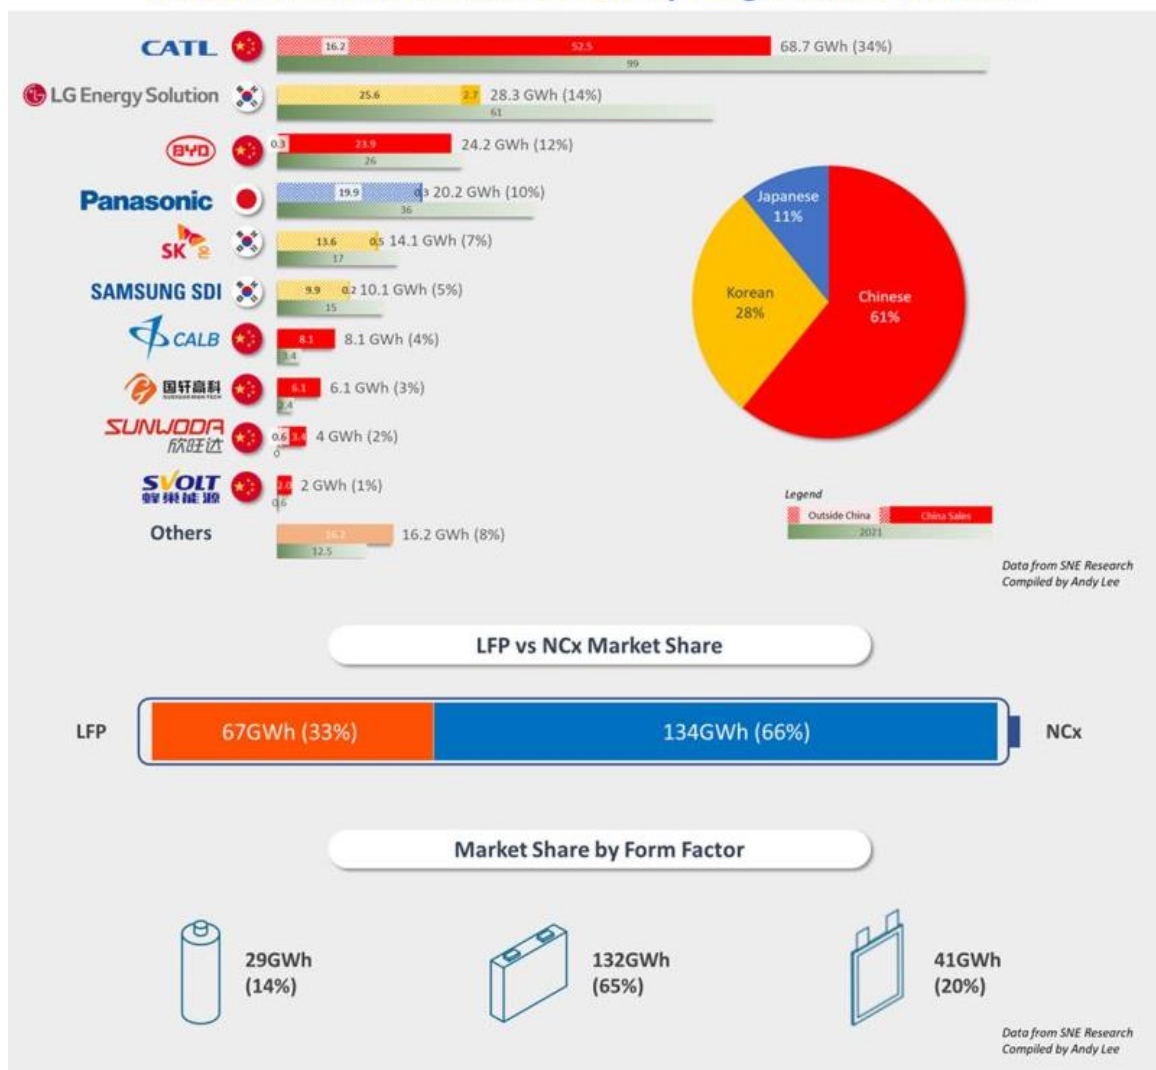 CATL
16.2
52.5
68.7 GWh (34%)
99
LG Energy Solution
25.6
2.7
28.3 GWh (14%)
61
BYD
0.3
23.9
24.2 GWh (12%)
26
Panasonic
19.9
0.3
20.2 GWh (10%)
36
SK온
13.6
0.5
14.1 GWh (7%)
17
SAMSUNG SDI
9.9
0.2
10.1 GWh (5%)
15
CALB
8.1
8.1 GWh (4%)
3.4
国轩高科
GUOXUAN HIGH-TECH
6.1
6.1 GWh (3%)
2.4
SUNWODA
欣旺达
0.6
3.4
4 GWh (2%)
0
SVOLT
蜂巢能源
2.0
2 GWh (1%)
0.6
Others
16.2
16.2 GWh (8%)
12.5
Japanese
11%
Korean
28%
Chinese
61%
Legend
Outside China
China Sales
2021
Data from SNE Research
Compiled by Andy Lee
LFP vs NCx Market Share
LFP
67GWh (33%)
134GWh (66%)
NCx
Market Share by Form Factor
29GWh
(14%)
132GWh
(65%)
41GWh
(20%)
Data from SNE Research
Compiled by Andy Lee